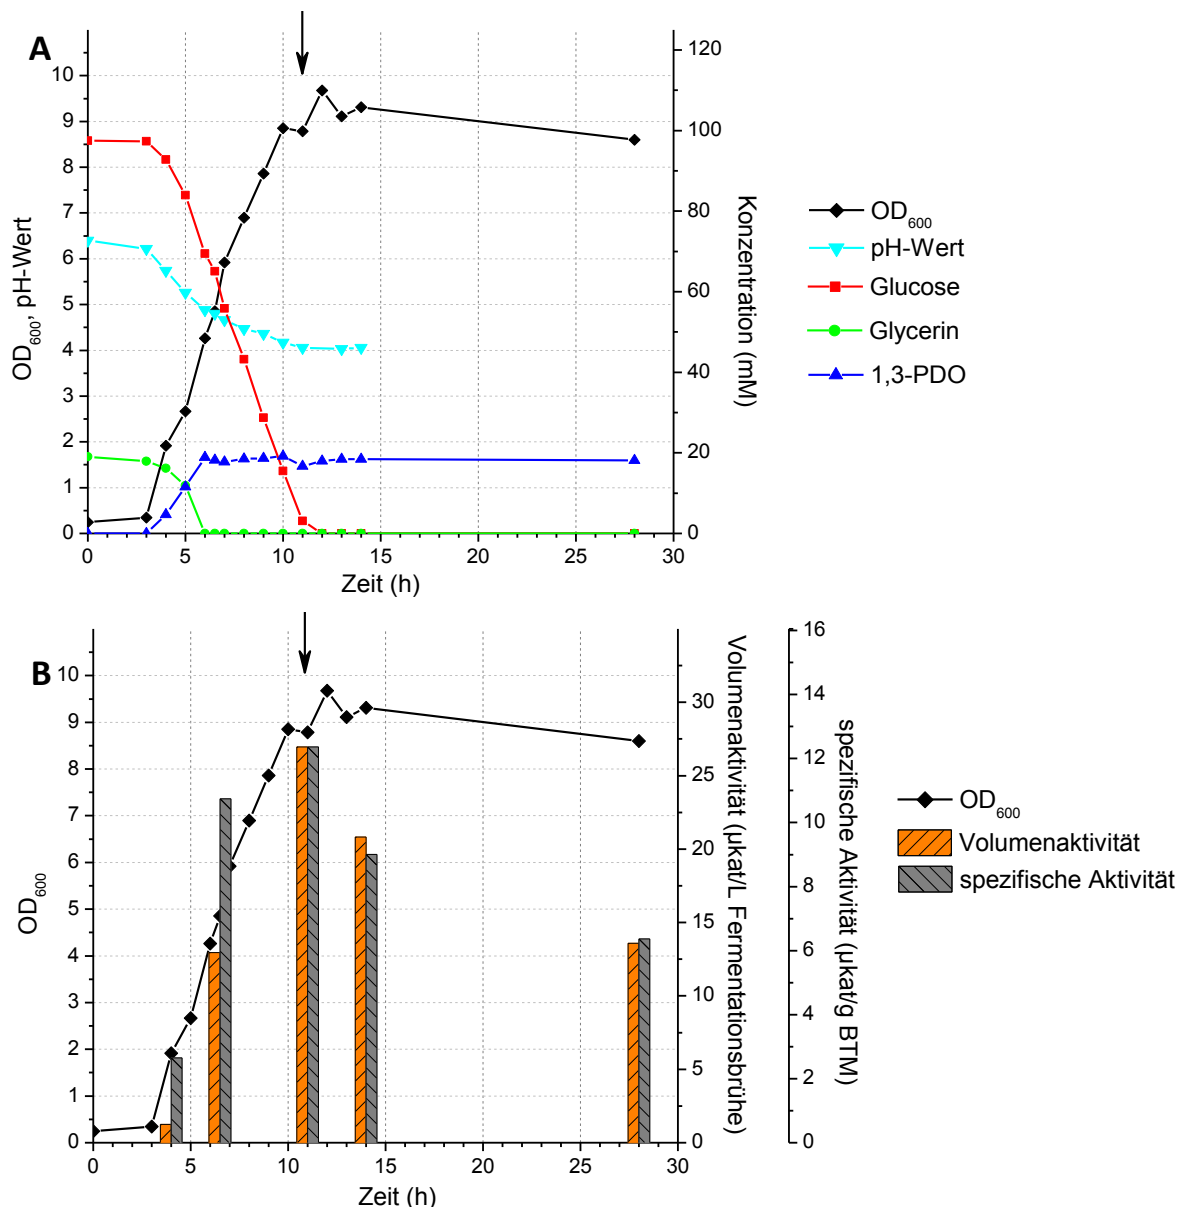 A
OD600, pH-Wert
10
9
8
7
6
5
4
3
2
1
0
0 5 10 15 20 25 30
Zeit (h)
120
100
80
60
40
20
0
Konzentration (mM)
OD600
pH-Wert
Glucose
Glycerin
1,3-PDO
B
OD600
10
9
8
7
6
5
4
3
2
1
0
0 5 10 15 20 25 30
Zeit (h)
30
25
20
15
10
5
0
Volumenaktivität (µkat/L Fermentationsbrühe)
16
14
12
10
8
6
4
2
0
spezifische Aktivität (µkat/g BTM)
OD600
Volumenaktivität
spezifische Aktivität